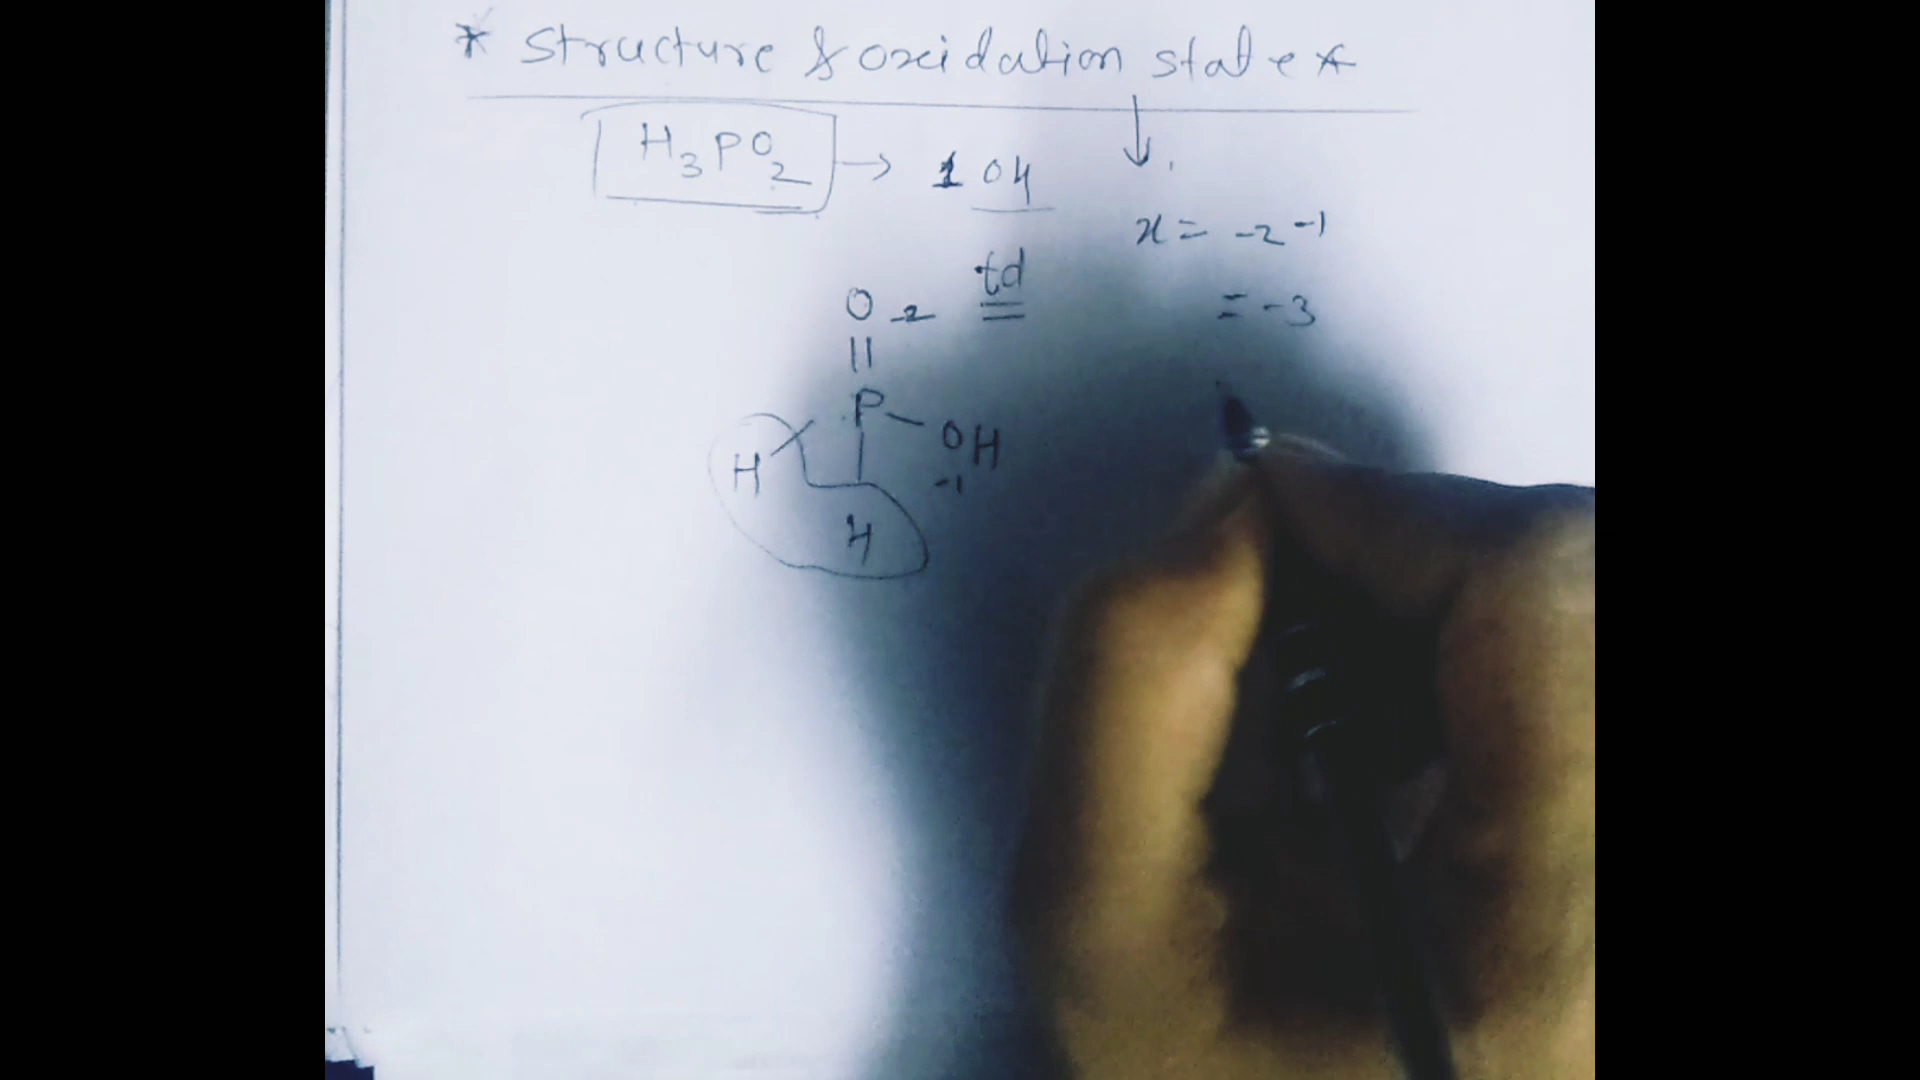 * Structure & oxidation state *
H3PO2 → 1 OH
↓
x = -2 -1
td
= -3
O -2
||
P
OH
H
-1
H